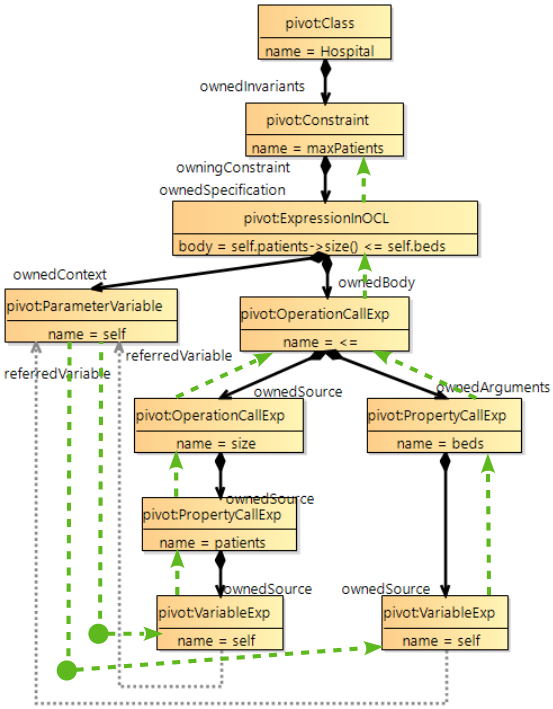 pivot:Class
name = Hospital
ownedInvariants
pivot:Constraint
name = maxPatients
owningConstraint
ownedSpecification
pivot:ExpressionInOCL
body = self.patients->size() <= self.beds
ownedContext
ownedBody
pivot:ParameterVariable
name = self
pivot:OperationCallExp
name = <=
referredVariable
referredVariable
ownedSource
ownedArguments
pivot:OperationCallExp
name = size
pivot:PropertyCallExp
name = beds
ownedSource
pivot:PropertyCallExp
name = patients
ownedSource
ownedSource
pivot:VariableExp
name = self
pivot:VariableExp
name = self